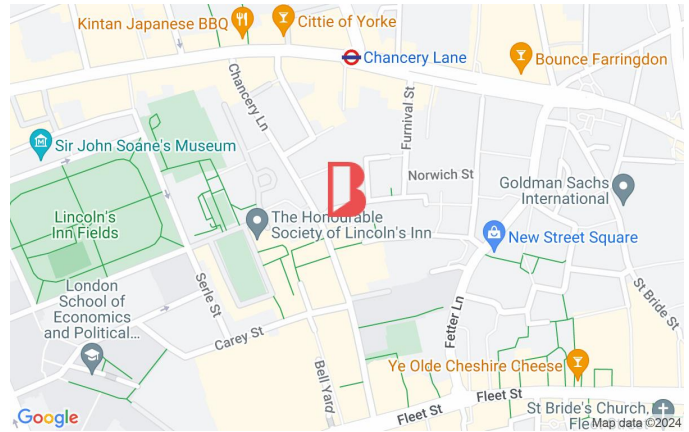 Kintan Japanese BBQ
Cittie of Yorke
Chancery Lane
Bounce Farringdon
Chancery Ln
Furnival St
Sir John Soane's Museum
Norwich St
Goldman Sachs
International
Lincoln's
Inn Fields
The Honourable
Society of Lincoln's Inn
New Street Square
London
School of
Economics
and Political...
Serle St
St Bride St
Carey St
Fetter Ln
Bell Yard
Ye Olde Cheshire Cheese
Fleet St
Fleet St
St Bride's Church,
Fle
Google
Map data ©2024